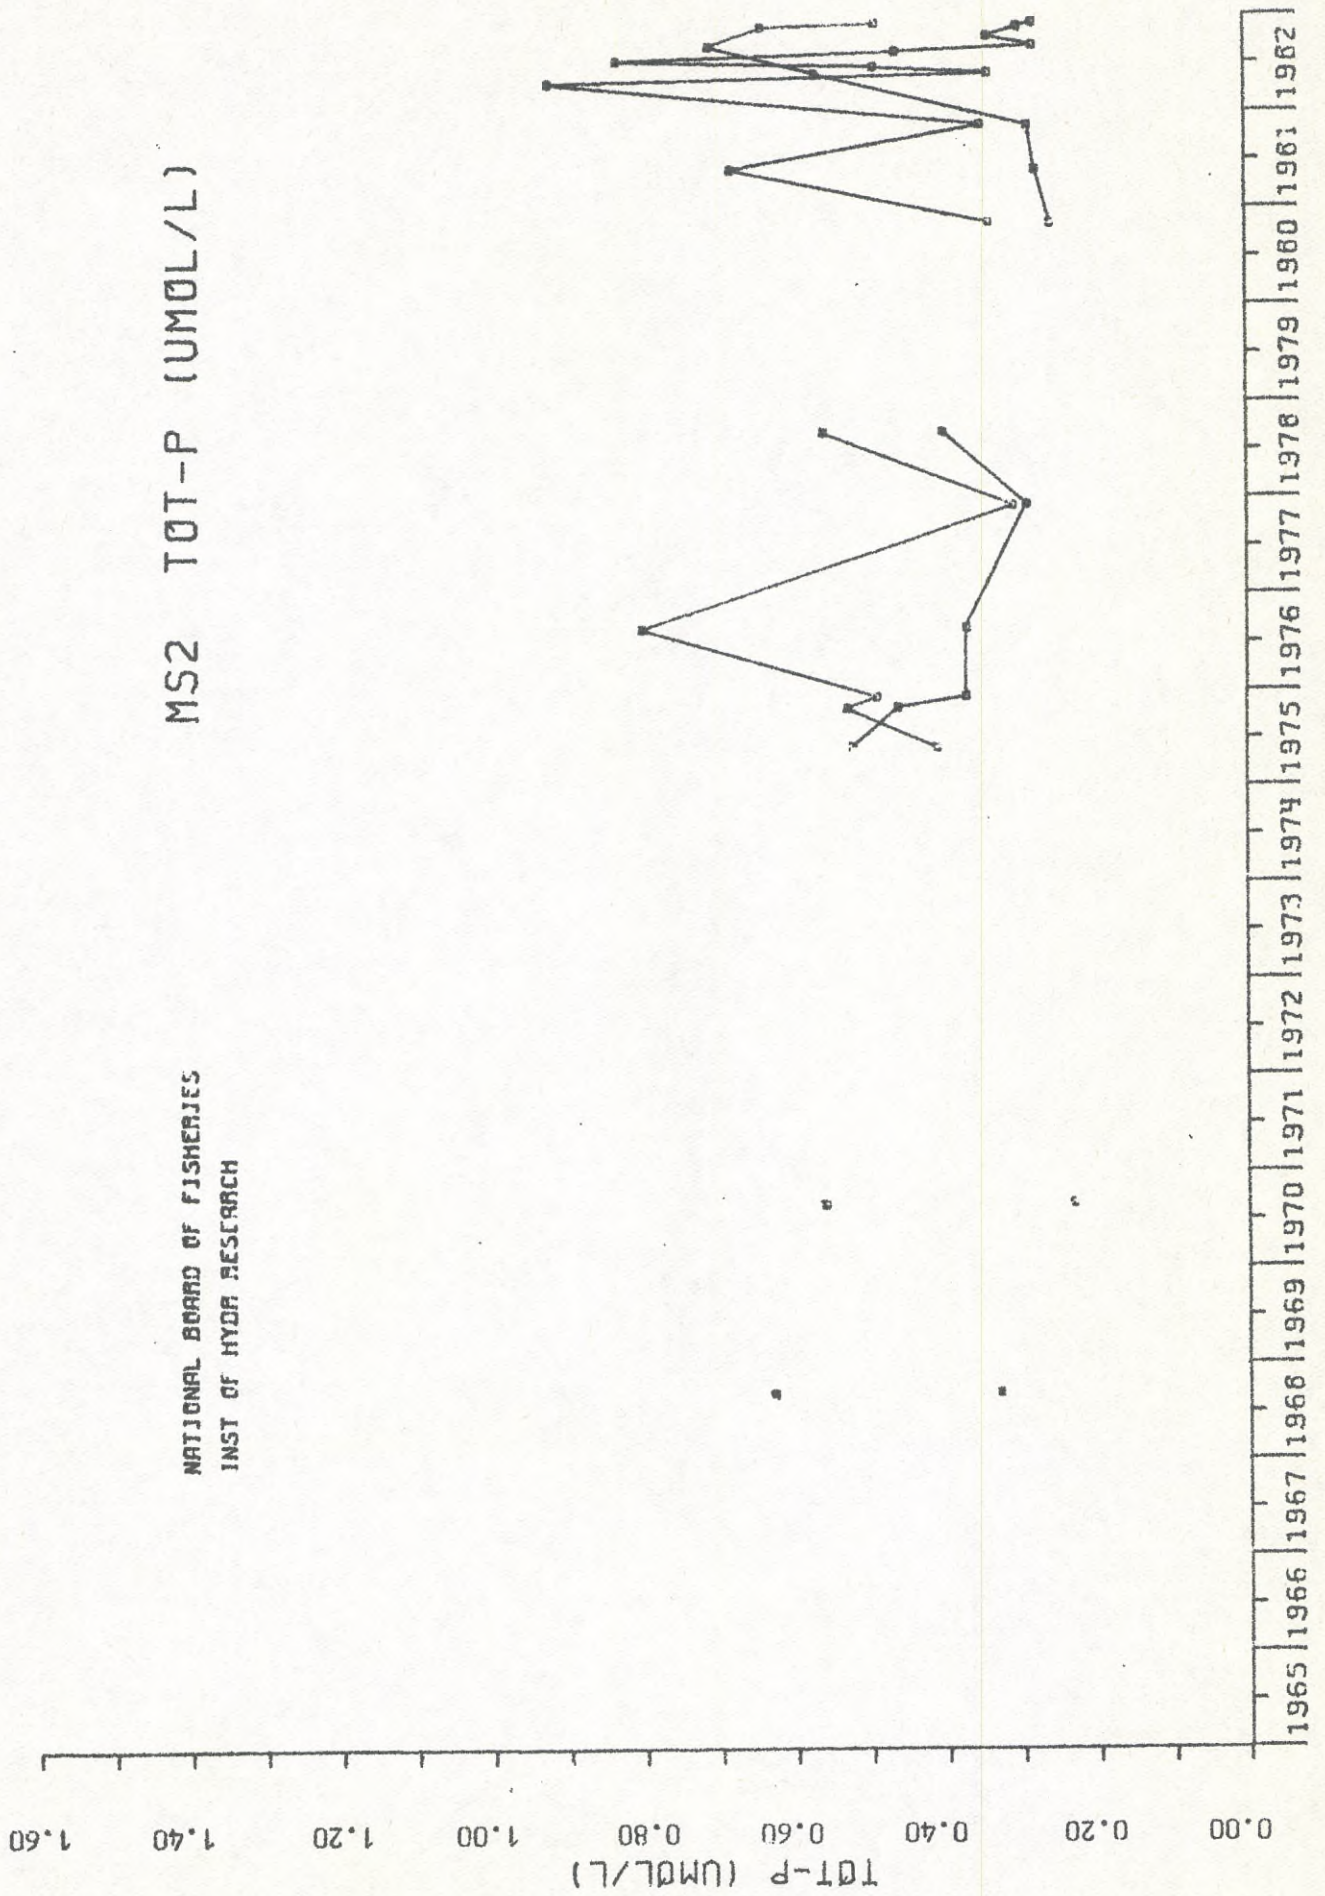 NATIONAL BOARD OF FISHERIES
INST OF HYDR RESEARCH
MS2 TOT-P (UMOL/L)
TOT-P (UMOL/L)
1.60
1.40
1.20
1.00
0.80
0.60
0.40
0.20
0.00
|1965|1966|1967|1968|1969|1970|1971|1972|1973|1974|1975|1976|1977|1978|1979|1980|1981|1982|